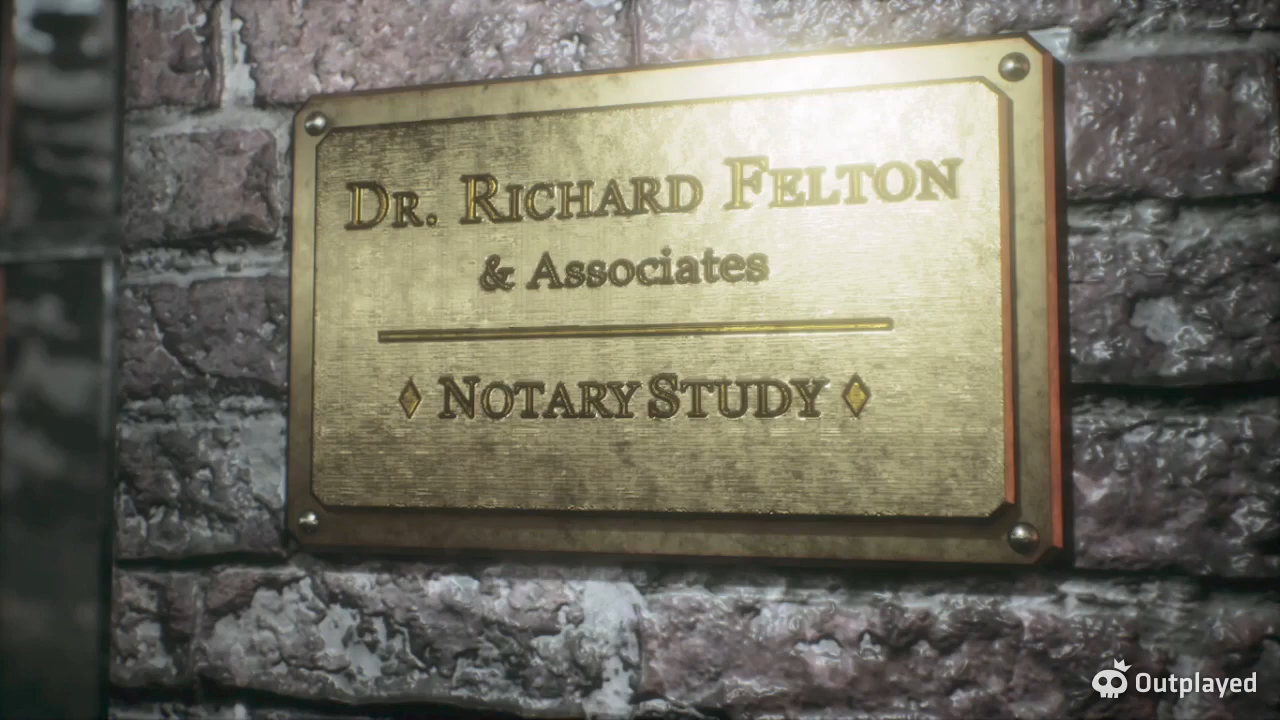 DR. RICHARD FELTON
& Associates
NOTARY STUDY
Outplayed